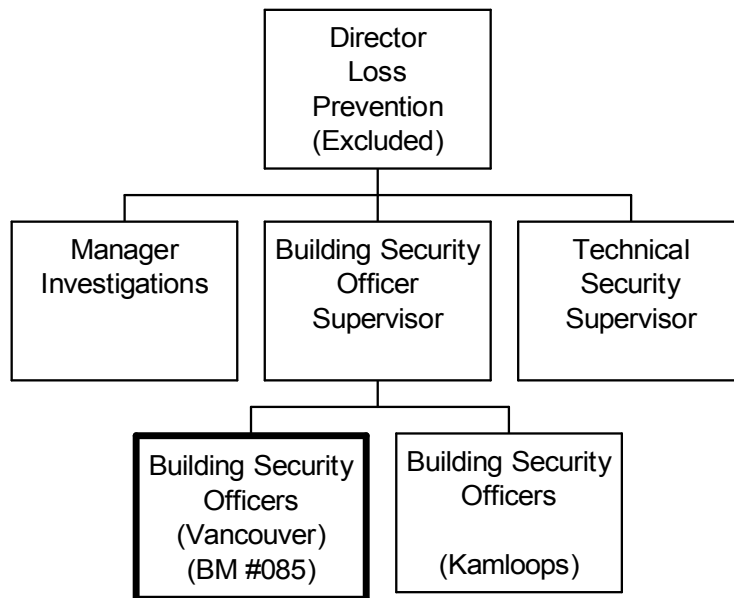 Director
Loss
Prevention
(Excluded)
Manager
Investigations
Building Security
Officer
Supervisor
Technical
Security
Supervisor
Building Security
Officers
(Vancouver)
(BM #085)
Building Security
Officers
(Kamloops)